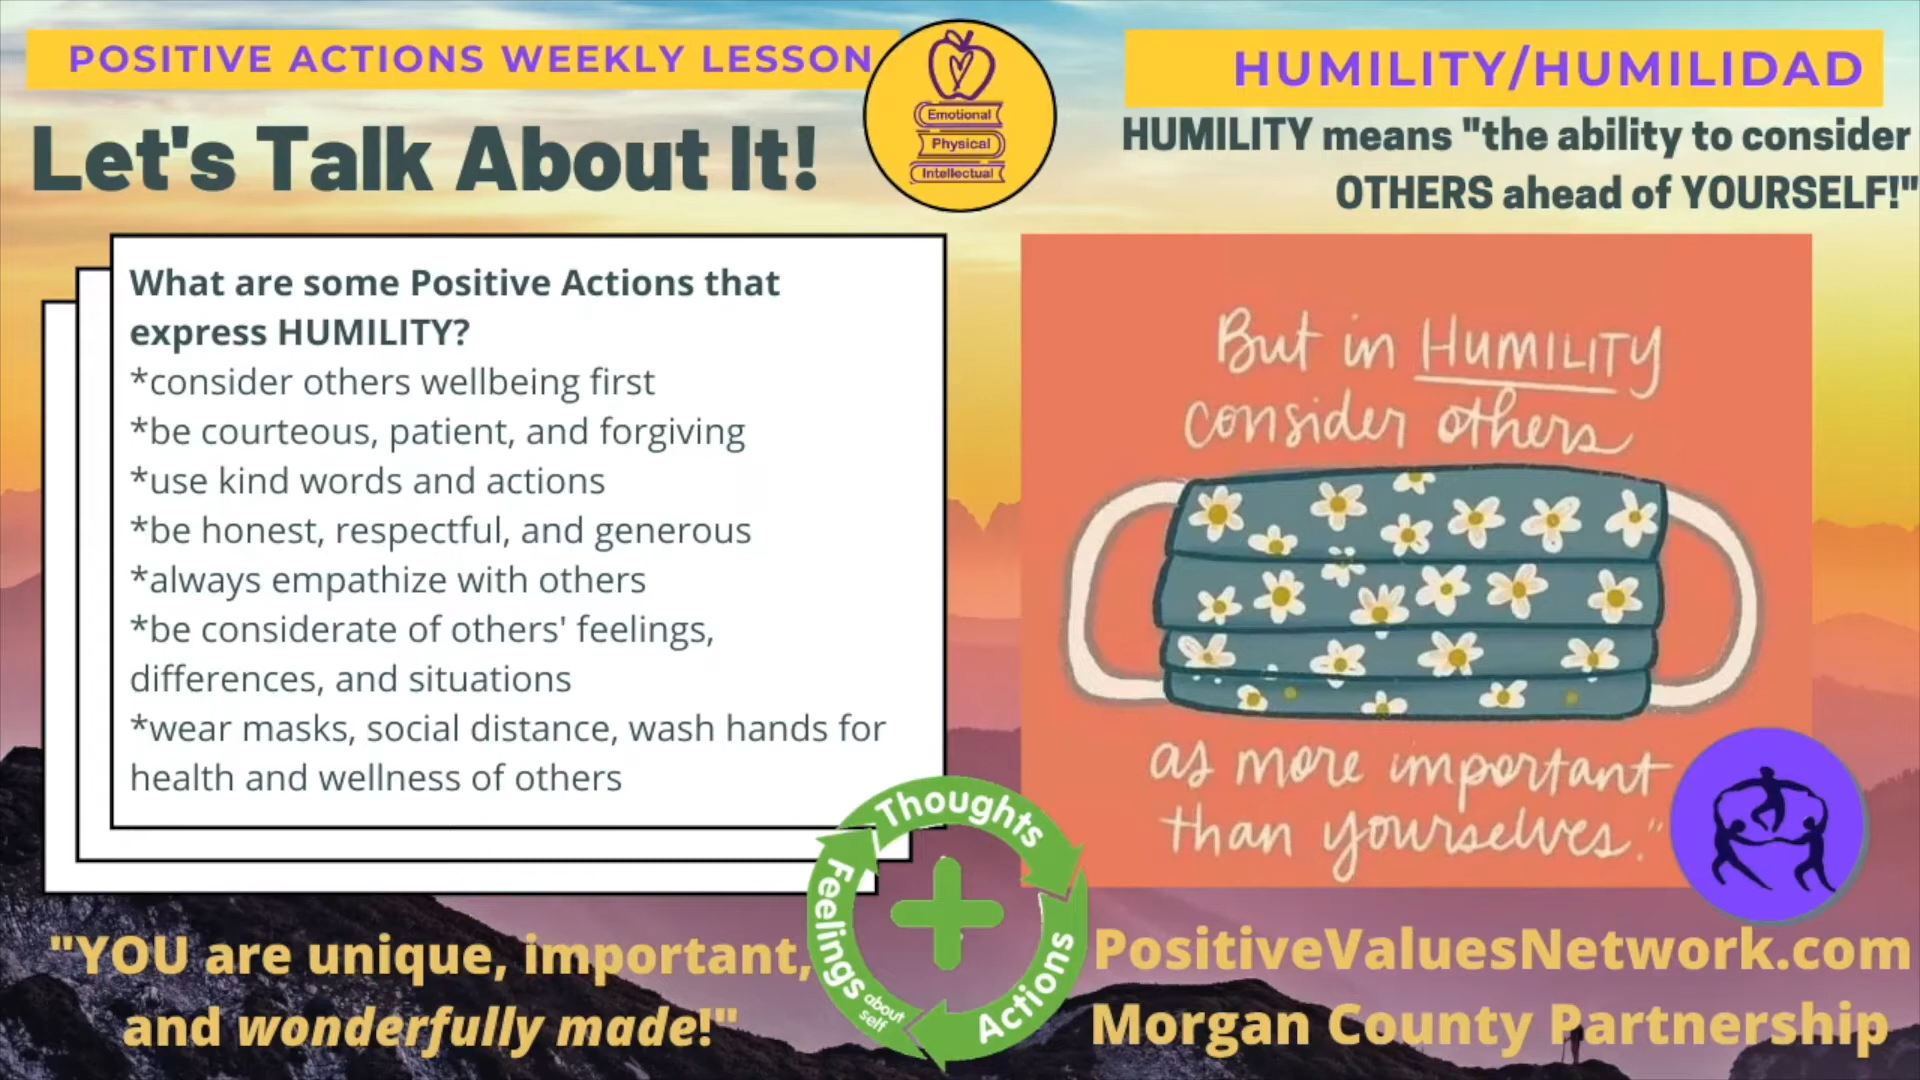 POSITIVE ACTIONS WEEKLY LESSON
Let's Talk About It!
Emotional
Physical
Intellectual
HUMILITY/HUMILIDAD
HUMILITY means "the ability to consider
OTHERS ahead of YOURSELF!"
What are some Positive Actions that
express HUMILITY?
*consider others wellbeing first
*be courteous, patient, and forgiving
*use kind words and actions
*be honest, respectful, and generous
*always empathize with others
*be considerate of others' feelings,
differences, and situations
*wear masks, social distance, wash hands for
health and wellness of others
But in HUMILITY
consider others
as more important
than yourselves."
Thoughts
Actions
Feelings
about
self
"YOU are unique, important,
and wonderfully made!"
PositiveValuesNetwork.com
Morgan County Partnership